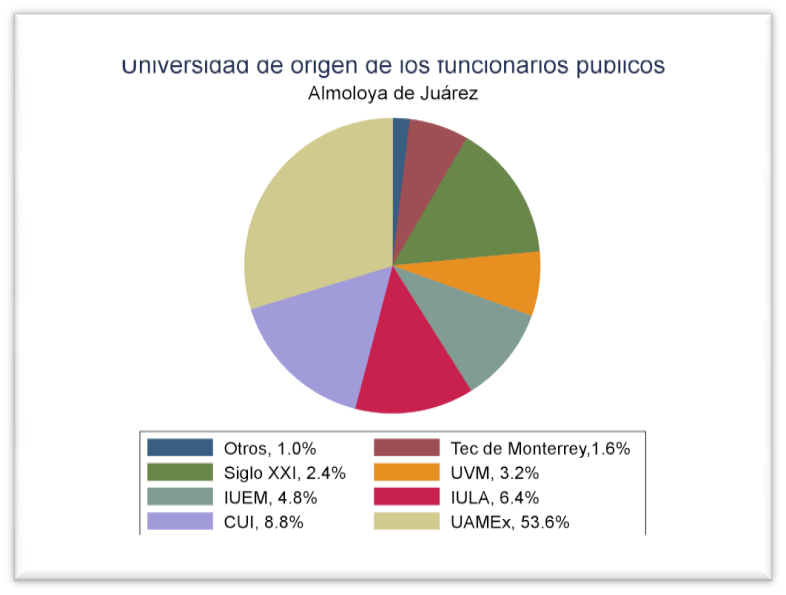 Universidad de origen de los funcionarios públicos
Almoloya de Juárez
Otros, 1.0%
Tec de Monterrey,1.6%
Siglo XXI, 2.4%
UVM, 3.2%
IUEM, 4.8%
IULA, 6.4%
CUI, 8.8%
UAMEx, 53.6%